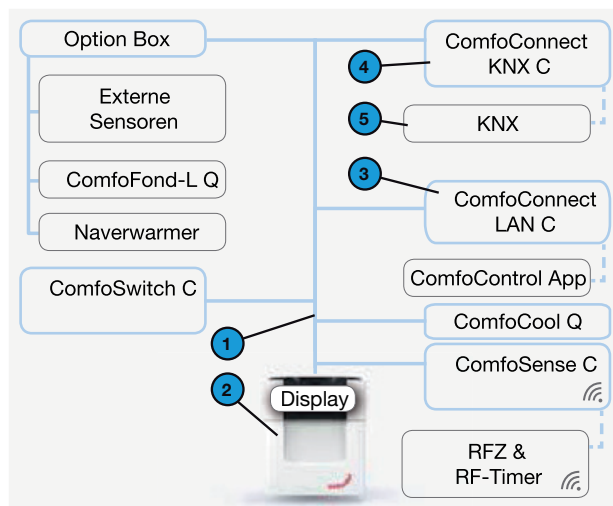 Option Box
Externe
Sensoren
ComfoFond-L Q
Naverwarmer
ComfoSwitch C
1
2
Display
4
ComfoConnect
KNX C
5
KNX
3
ComfoConnect
LAN C
ComfoControl App
ComfoCool Q
ComfoSense C
RFZ &
RF-Timer